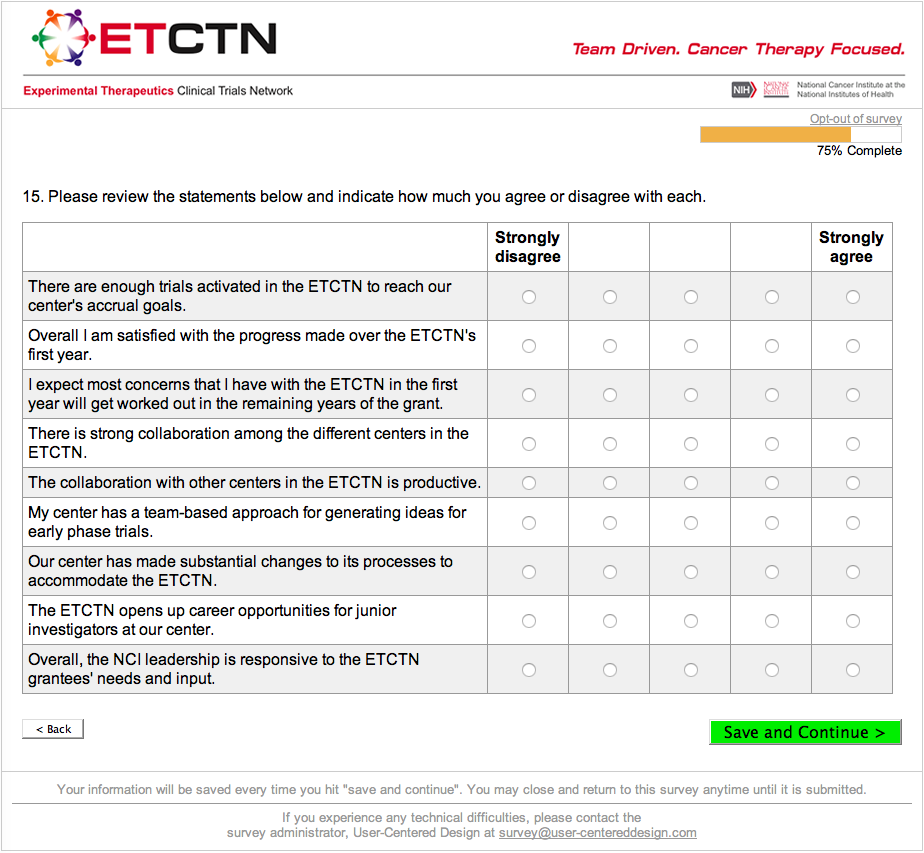 ETCTN
Team Driven. Cancer Therapy Focused.
Experimental Therapeutics Clinical Trials Network
NIH
NATIONAL
CANCER
INSTITUTE
National Cancer Institute at the
National Institutes of Health
Opt-out of survey
75% Complete
15. Please review the statements below and indicate how much you agree or disagree with each.
Strongly
disagree
Strongly
agree
There are enough trials activated in the ETCTN to reach our
center's accrual goals.
Overall I am satisfied with the progress made over the ETCTN's
first year.
I expect most concerns that I have with the ETCTN in the first
year will get worked out in the remaining years of the grant.
There is strong collaboration among the different centers in the
ETCTN.
The collaboration with other centers in the ETCTN is productive.
My center has a team-based approach for generating ideas for
early phase trials.
Our center has made substantial changes to its processes to
accommodate the ETCTN.
The ETCTN opens up career opportunities for junior
investigators at our center.
Overall, the NCI leadership is responsive to the ETCTN
grantees' needs and input.
< Back
Save and Continue >
Your information will be saved every time you hit "save and continue". You may close and return to this survey anytime until it is submitted.
If you experience any technical difficulties, please contact the
survey administrator, User-Centered Design at survey@user-centereddesign.com